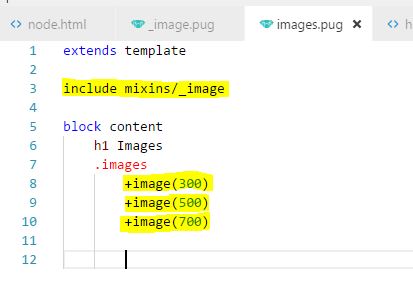 <> node.html _image.pug images.pug × <> h
1 extends template
2
3 include mixins/_image
4
5 block content
6 h1 Images
7 .images
8 +image(300)
9 +image(500)
10 +image(700)
11
12